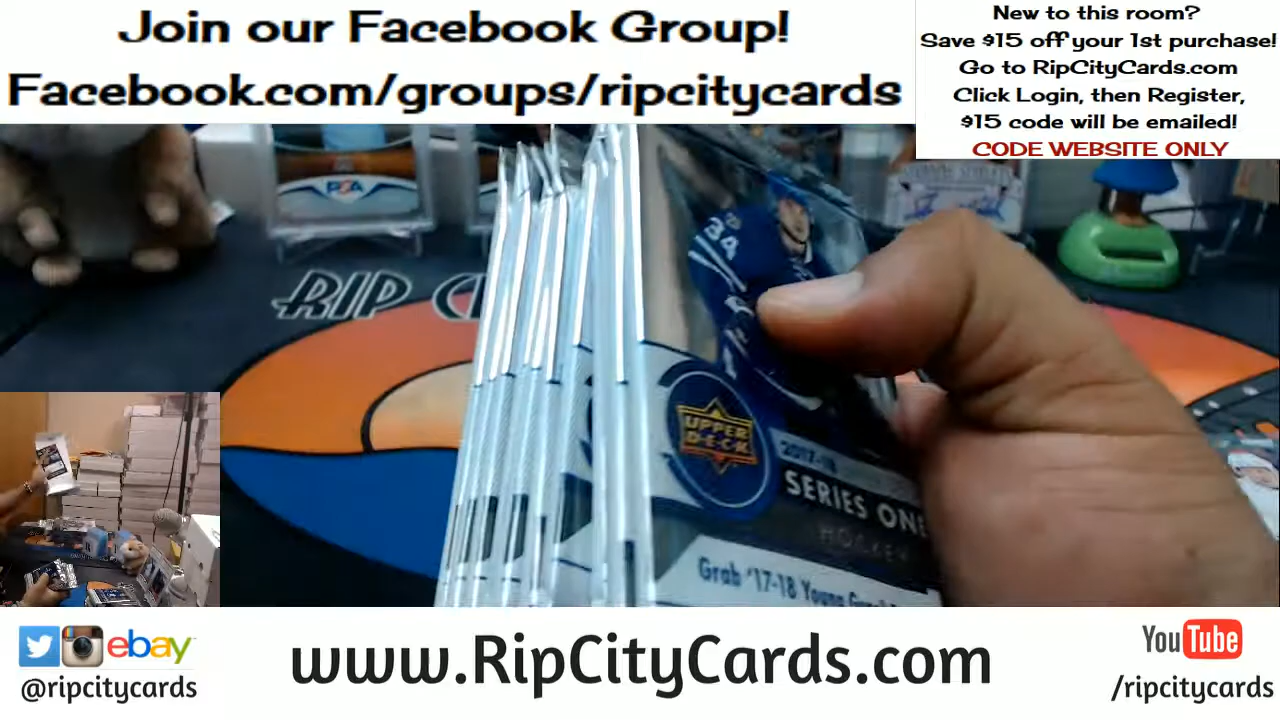 Join our Facebook Group!
Facebook.com/groups/ripcitycards
New to this room?
Save $15 off your 1st purchase!
Go to RipCityCards.com
Click Login, then Register,
$15 code will be emailed!
CODE WEBSITE ONLY
PSA
RIP
34
UPPER
DECK
2017-18
SERIES ONE
HOCKEY
Grab '17-18 Young
ebay
@ripcitycards
www.RipCityCards.com
YouTube
/ripcitycards